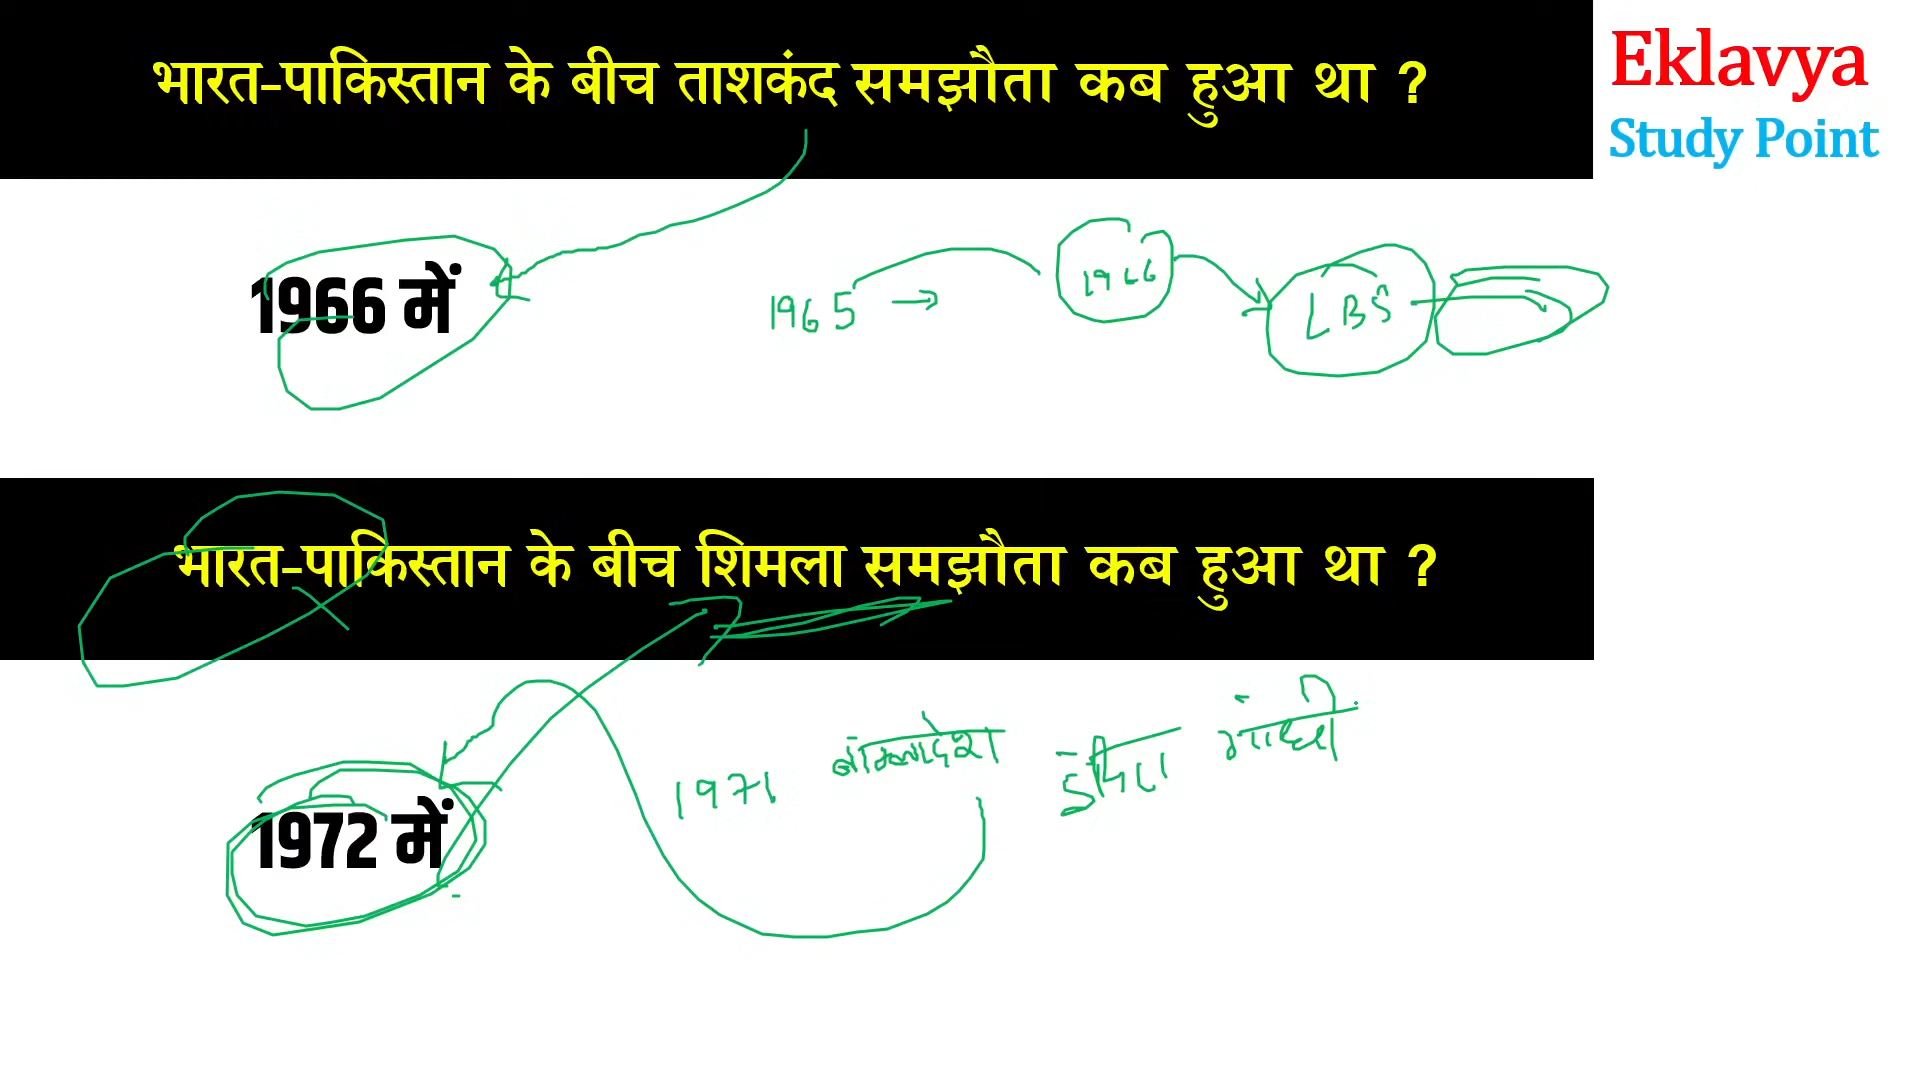 भारत-पाकिस्तान के बीच ताशकंद समझौता कब हुआ था ?
Eklavya
Study Point
1966 में
1965 → 1966 LBS
भारत-पाकिस्तान के बीच शिमला समझौता कब हुआ था ?
1972 में
1971 बांग्लादेश इंदिरा गांधी